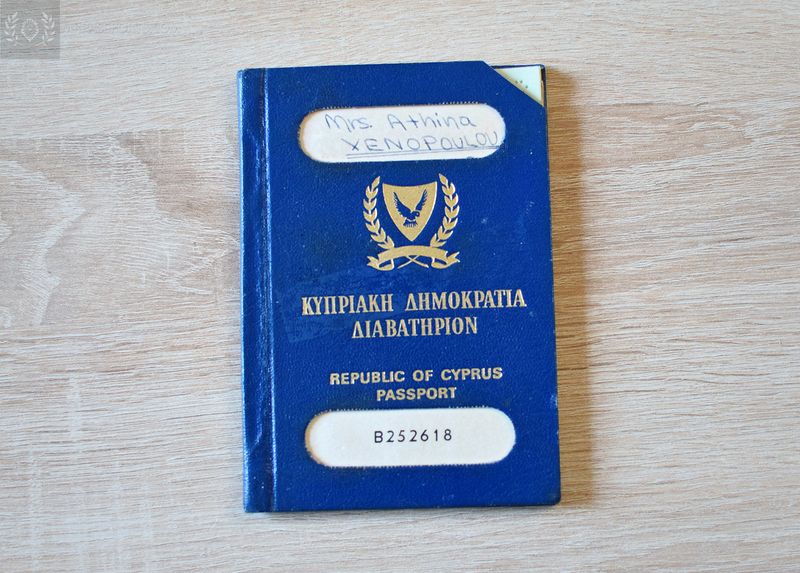 Mrs. Athina
XENOPOULOU
ΚΥΠΡΙΑΚΗ ΔΗΜΟΚΡΑΤΙΑ
ΔΙΑΒΑΤΗΡΙΟΝ
REPUBLIC OF CYPRUS
PASSPORT
B252618